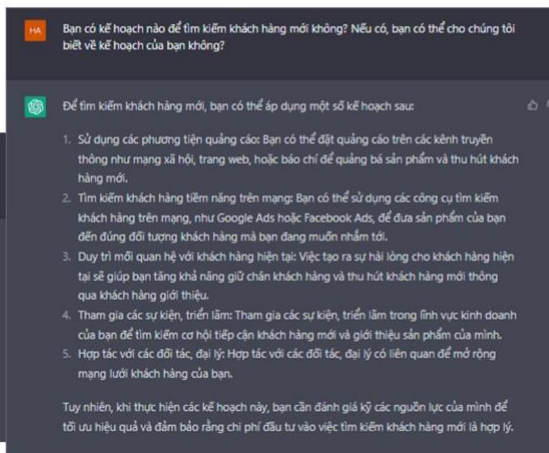 HA
Bạn có kế hoạch nào để tìm kiếm khách hàng mới không? Nếu có, bạn có thể cho chúng tôi
biết về kế hoạch của bạn không?
Để tìm kiếm khách hàng mới, bạn có thể áp dụng một số kế hoạch sau:
1. Sử dụng các phương tiện quảng cáo: Bạn có thể đặt quảng cáo trên các kênh truyền
thông như mạng xã hội, trang web, hoặc báo chí để quảng bá sản phẩm và thu hút khách
hàng mới.
2. Tìm kiếm khách hàng tiềm năng trên mạng: Bạn có thể sử dụng các công cụ tìm kiếm
khách hàng trên mạng, như Google Ads hoặc Facebook Ads, để đưa sản phẩm của bạn
đến đúng đối tượng khách hàng mà bạn đang muốn nhắm tới.
3. Duy trì mối quan hệ với khách hàng hiện tại: Việc tạo ra sự hài lòng cho khách hàng hiện
tại sẽ giúp bạn tăng khả năng giữ chân khách hàng và thu hút khách hàng mới thông
qua khách hàng giới thiệu.
4. Tham gia các sự kiện, triển lãm: Tham gia các sự kiện, triển lãm trong lĩnh vực kinh doanh
của bạn để tìm kiếm cơ hội tiếp cận khách hàng mới và giới thiệu sản phẩm của mình.
5. Hợp tác với các đối tác, đại lý: Hợp tác với các đối tác, đại lý có liên quan để mở rộng
mạng lưới khách hàng của bạn.
Tuy nhiên, khi thực hiện các kế hoạch này, bạn cần đánh giá kỹ các nguồn lực của mình để
tối ưu hiệu quả và đảm bảo rằng chi phí đầu tư vào việc tìm kiếm khách hàng mới là hợp lý.